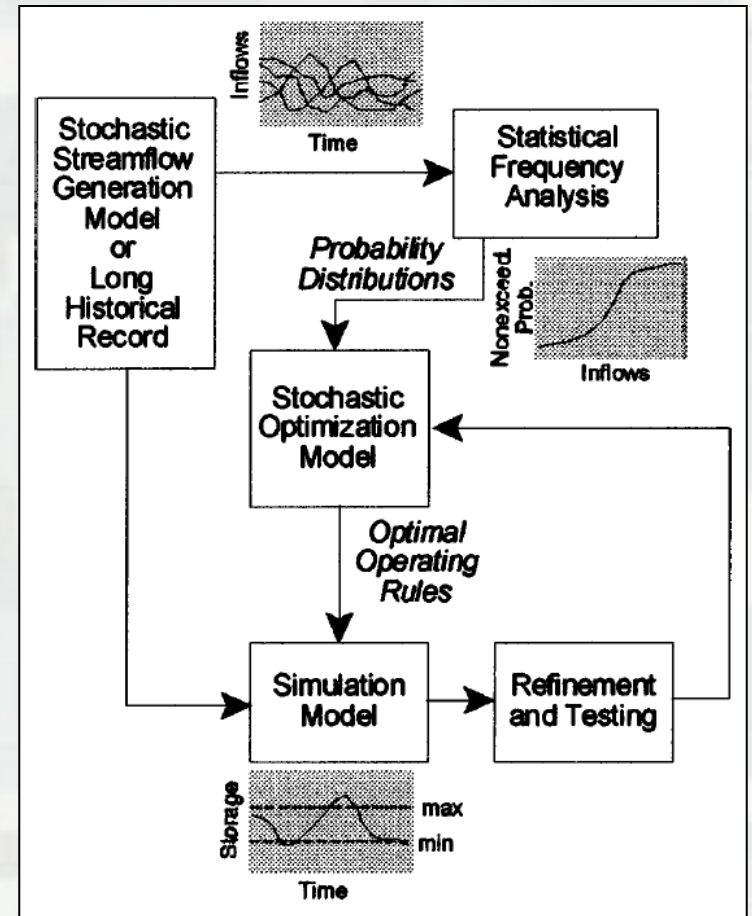 Inflows
Time
Stochastic
Streamflow
Generation
Model
or
Long
Historical
Record
Statistical
Frequency
Analysis
Probability
Distributions
Nonexceed.
Prob.
Inflows
Stochastic
Optimization
Model
Optimal
Operating
Rules
Simulation
Model
Refinement
and Testing
Storage
max
min
Time